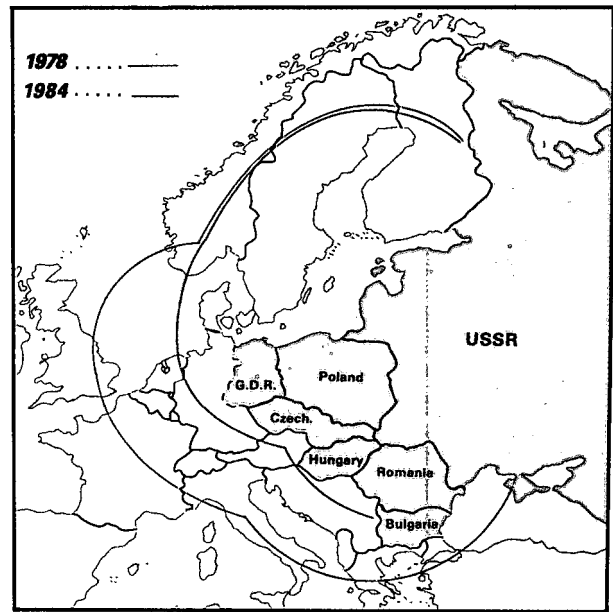 1978 ..... ———
1984 ..... ———
USSR
G.D.R.
Poland
Czech.
Hungary
Romania
Bulgaria